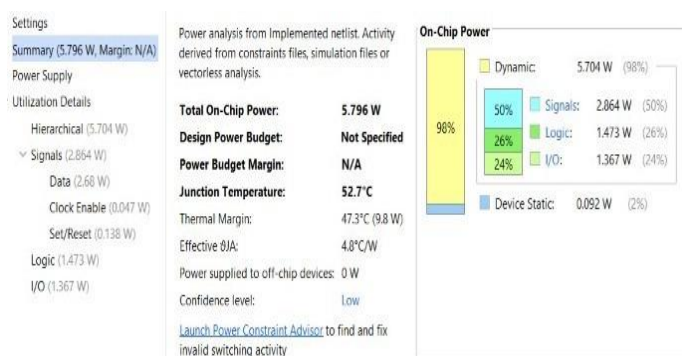 Settings
Summary (5.796 W, Margin: N/A)
Power Supply
Utilization Details
Hierarchical (5.704 W)
Signals (2.864 W)
Data (2.68 W)
Clock Enable (0.047 W)
Set/Reset (0.138 W)
Logic (1.473 W)
I/O (1.367 W)
Power analysis from Implemented netlist. Activity
derived from constraints files, simulation files or
vectorless analysis.
Total On-Chip Power: 5.796 W
Design Power Budget: Not Specified
Power Budget Margin: N/A
Junction Temperature: 52.7°C
Thermal Margin: 47.3°C (9.8 W)
Effective ϑJA: 4.8°C/W
Power supplied to off-chip devices: 0 W
Confidence level: Low
Launch Power Constraint Advisor to find and fix
invalid switching activity
On-Chip Power
98%
Dynamic: 5.704 W (98%)
50% Signals: 2.864 W (50%)
26% Logic: 1.473 W (26%)
24% I/O: 1.367 W (24%)
Device Static: 0.092 W (2%)